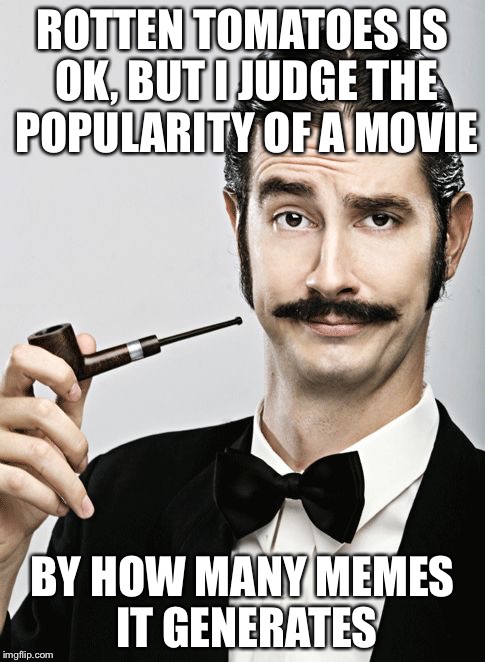 ROTTEN TOMATOES IS
OK, BUT I JUDGE THE
POPULARITY OF A MOVIE
BY HOW MANY MEMES
IT GENERATES
imgflip.com